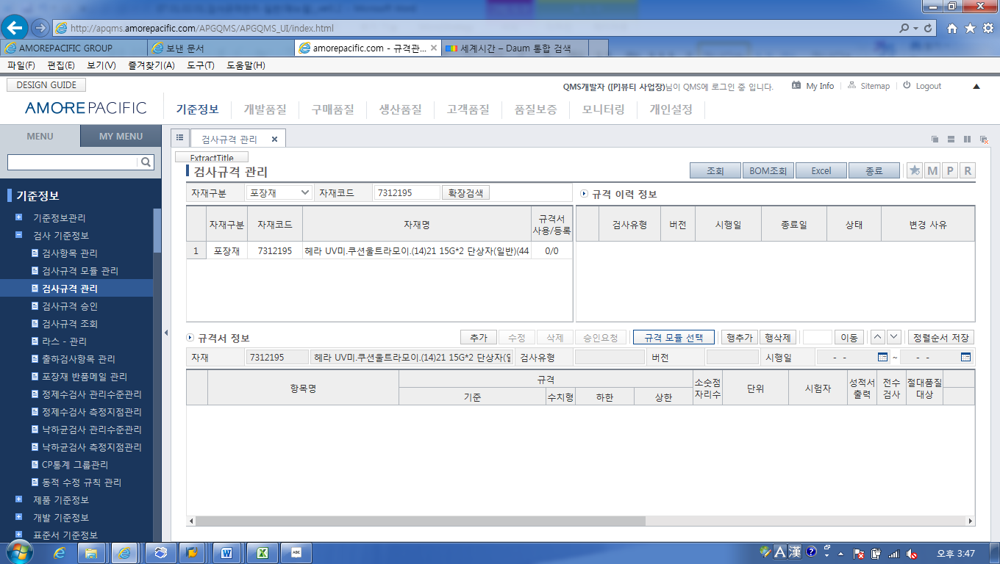 http://apqms.amorepacific.com/APGQMS/APGQMS_UI/index.html
AMOREPACIFIC GROUP
보낸 문서
amorepacific.com - 규격관...
세계시간 – Daum 통합 검색
파일(F) 편집(E) 보기(V) 즐겨찾기(A) 도구(T) 도움말(H)
DESIGN GUIDE
QMS개발자 ([P]뷰티 사업장)님이 QMS에 로그인 중 입니다. My Info Sitemap Logout
AMOREPACIFIC
기준정보 개발품질 구매품질 생산품질 고객품질 품질보증 모니터링 개인설정
MENU MY MENU
기준정보
기준정보관리
검사 기준정보
검사항목 관리
검사규격 모듈 관리
검사규격 관리
검사규격 승인
검사규격 조회
라스 - 관리
출하검사항목 관리
포장재 반품메일 관리
정제수검사 관리수준관리
정제수검사 측정지점관리
낙하균검사 관리수준관리
낙하균검사 측정지점관리
CP통계 그룹관리
동적 수정 규칙 관리
제품 기준정보
개발 기준정보
표준서 기준정보
검사규격 관리
ExtractTitle
검사규격 관리
조회 BOM조회 Excel 종료 M P R
자재구분 포장재 자재코드 7312195 확장검색
자재구분 자재코드 자재명 규격서 사용/등록
1 포장재 7312195 헤라 UV미.쿠션울트라모이.(14)21 15G*2 단상자(일반)(44 0/0
규격 이력 정보
검사유형 버전 시행일 종료일 상태 변경 사유
규격서 정보
추가 수정 삭제 승인요청 규격 모듈 선택 행추가 행삭제 이동 정렬순서 저장
자재 7312195 헤라 UV미.쿠션울트라모이.(14)21 15G*2 단상자(일 검사유형 버전 시행일 - - ~ - -
항목명 규격 소숫점 자리수 단위 시험자 성적서 출력 전수 검사 절대품질 대상
기준 수치형 하한 상한
A 漢
오후 3:47